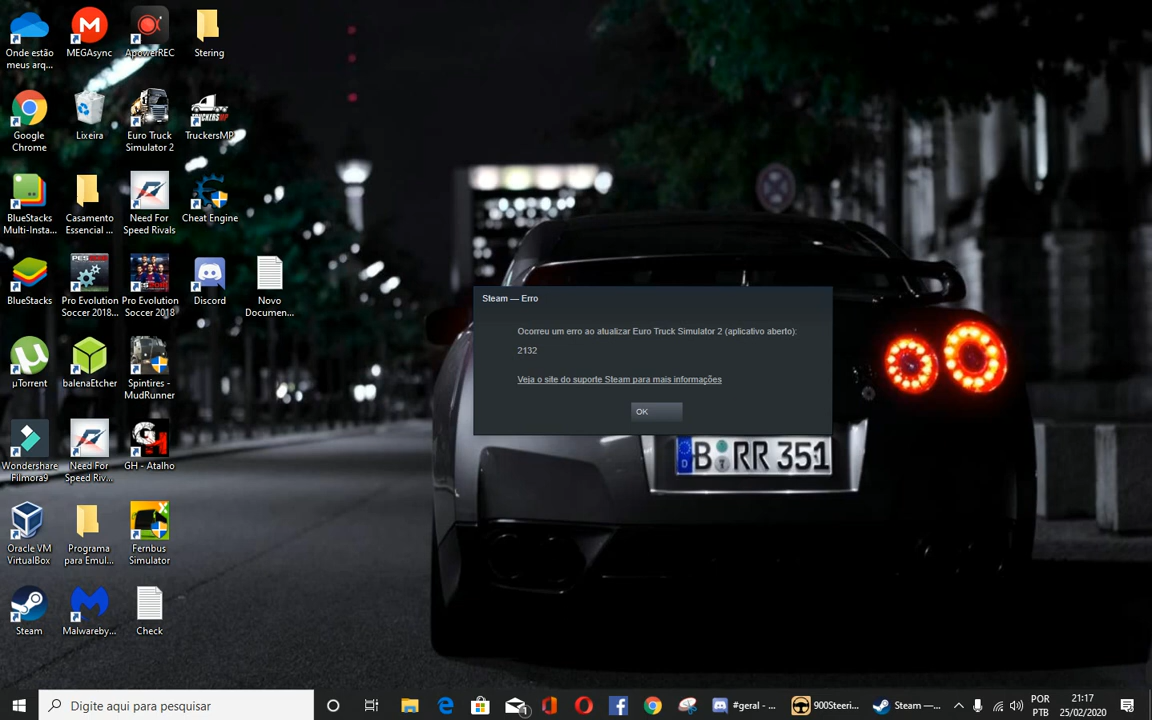 Onde estão
meus arq...
MEGAsync
ApowerREC
Stering
Google
Chrome
Lixeira
Euro Truck
Simulator 2
TruckersMP
BlueStacks
Multi-Insta...
Casamento
Essencial ...
Need For
Speed Rivals
Cheat Engine
BlueStacks
PES2018
Pro Evolution
Soccer 2018...
Pro Evolution
Soccer 2018
Discord
Novo
Documen...
µTorrent
balenaEtcher
Spintires -
MudRunner
Wondershare
Filmora9
Need For
Speed Riv...
GH - Atalho
Oracle VM
VirtualBox
Programa
para Emul...
Fernbus
Simulator
Steam
Malwareby...
Check
Steam — Erro
Ocorreu um erro ao atualizar Euro Truck Simulator 2 (aplicativo aberto):
2132
Veja o site do suporte Steam para mais informações
OK
D
B RR 351
Digite aqui para pesquisar
1
#geral - ...
900Steeri...
Steam —...
POR
PTB
21:17
25/02/2020